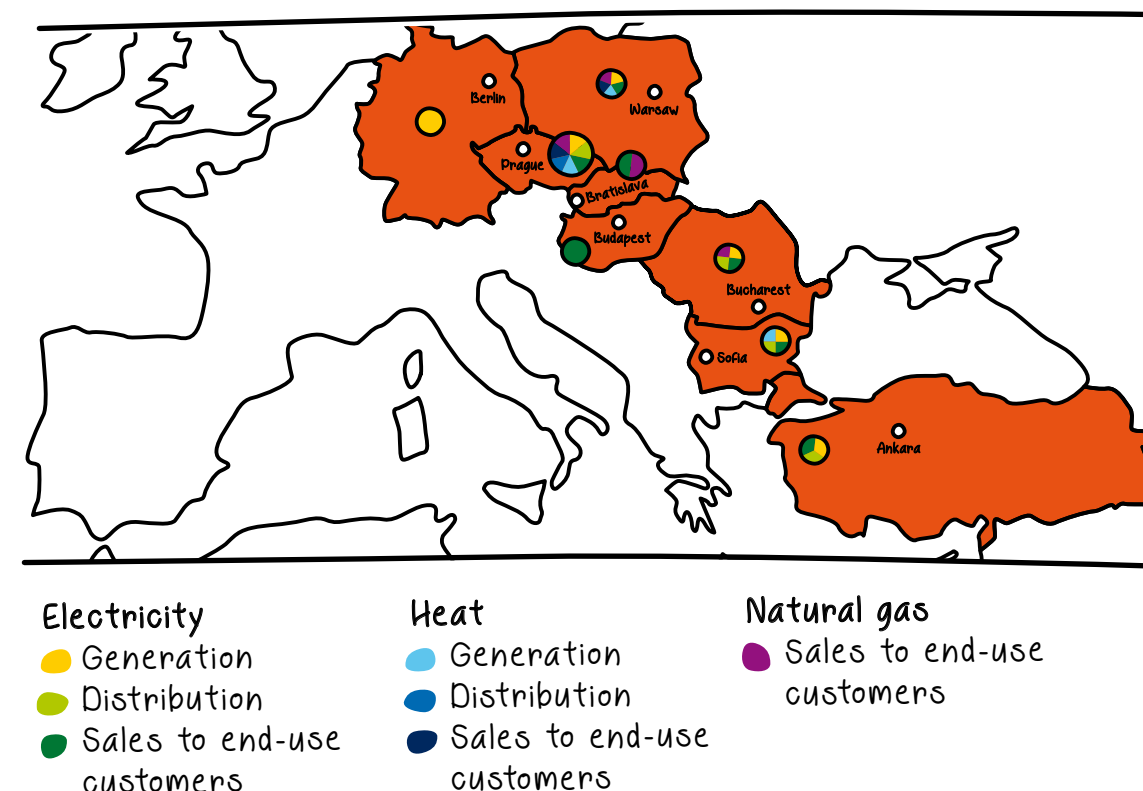 Berlin
Warsaw
Prague
Bratislava
Budapest
Bucharest
Sofia
Ankara
Electricity
Generation
Distribution
Sales to end-use
customers
Heat
Generation
Distribution
Sales to end-use
customers
Natural gas
Sales to end-use
customers